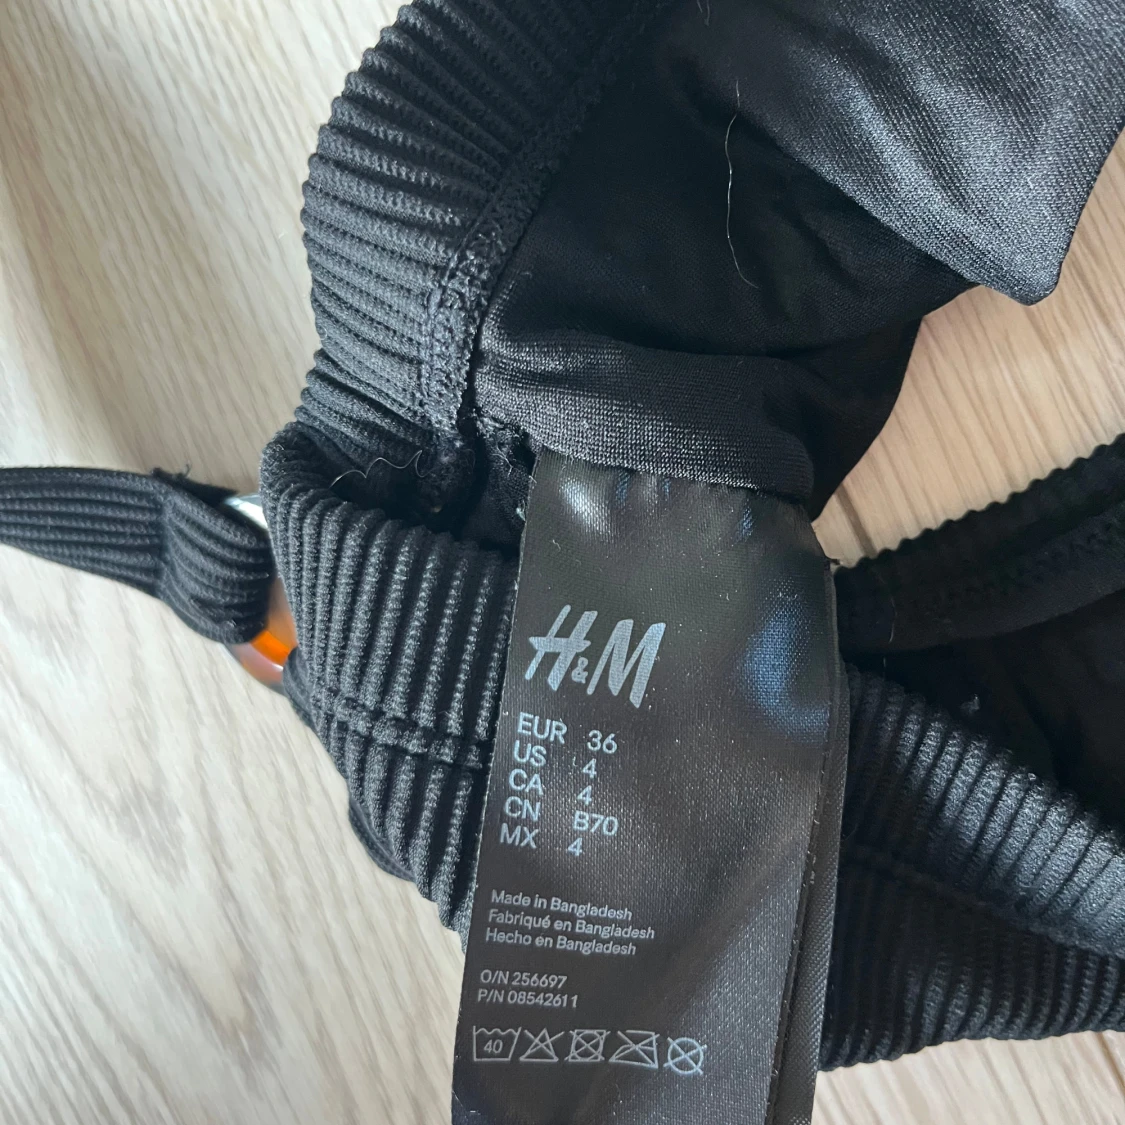 H&M
EUR 36
US 4
CA 4
CN B70
MX 4
Made in Bangladesh
Fabriqué en Bangladesh
Hecho en Bangladesh
O/N 256697
P/N 08542611
40